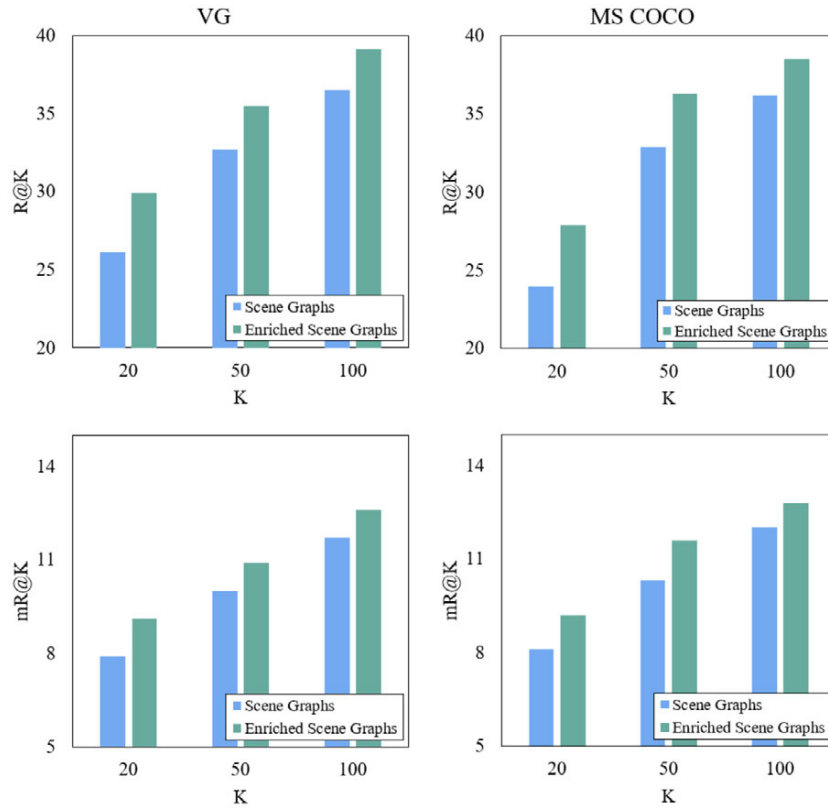 VG
MS COCO
40
35
30
25
20
R@K
Scene Graphs
Enriched Scene Graphs
20 50 100
K
40
35
30
25
20
R@K
Scene Graphs
Enriched Scene Graphs
20 50 100
K
14
11
8
5
mR@K
Scene Graphs
Enriched Scene Graphs
20 50 100
K
14
11
8
5
mR@K
Scene Graphs
Enriched Scene Graphs
20 50 100
K